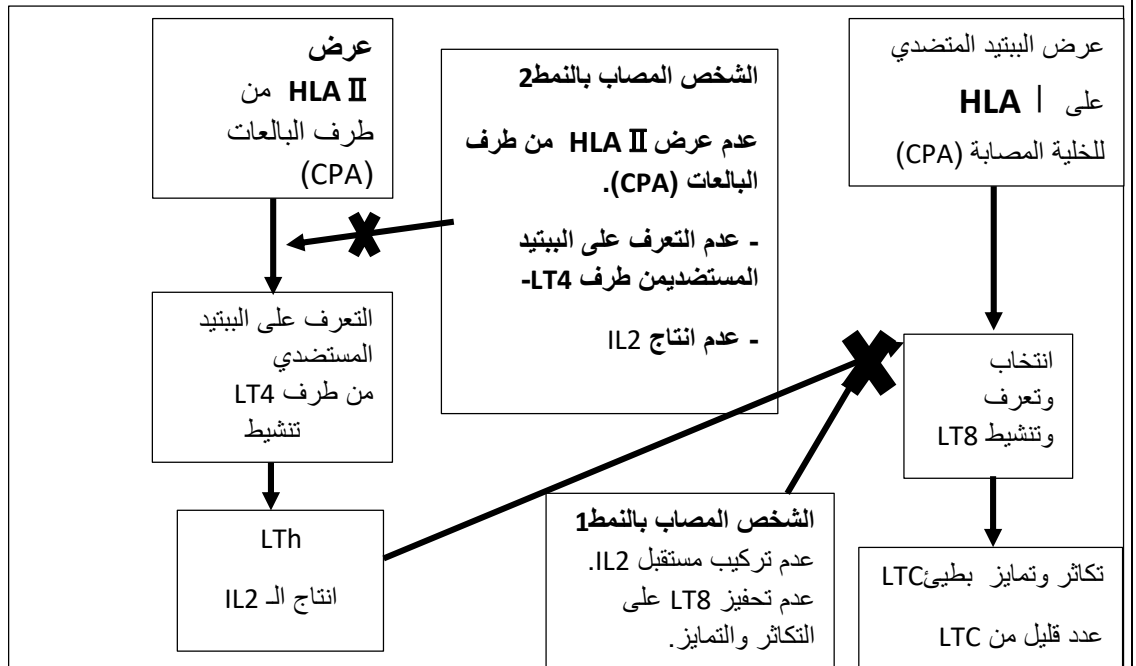 عرض الببتيد المتضدي
على HLA I
للخلية المصابة (CPA)
الشخص المصاب بالنمط2
عدم عرض HLA II من طرف
البالعات (CPA).
- عدم التعرف على الببتيد
المستضديمن طرف LT4-
- عدم انتاج IL2
عرض
HLA II من
طرف البالعات
(CPA)
التعرف على الببتيد
المستضدي
من طرف LT4
تنشيط
انتخاب
وتعرف
وتنشيط LT8
LTh
انتاج الـ IL2
الشخص المصاب بالنمط1
عدم تركيب مستقبل IL2.
عدم تحفيز LT8 على
التكاثر والتمايز.
تكاثر وتمايز بطيئLTC
عدد قليل من LTC